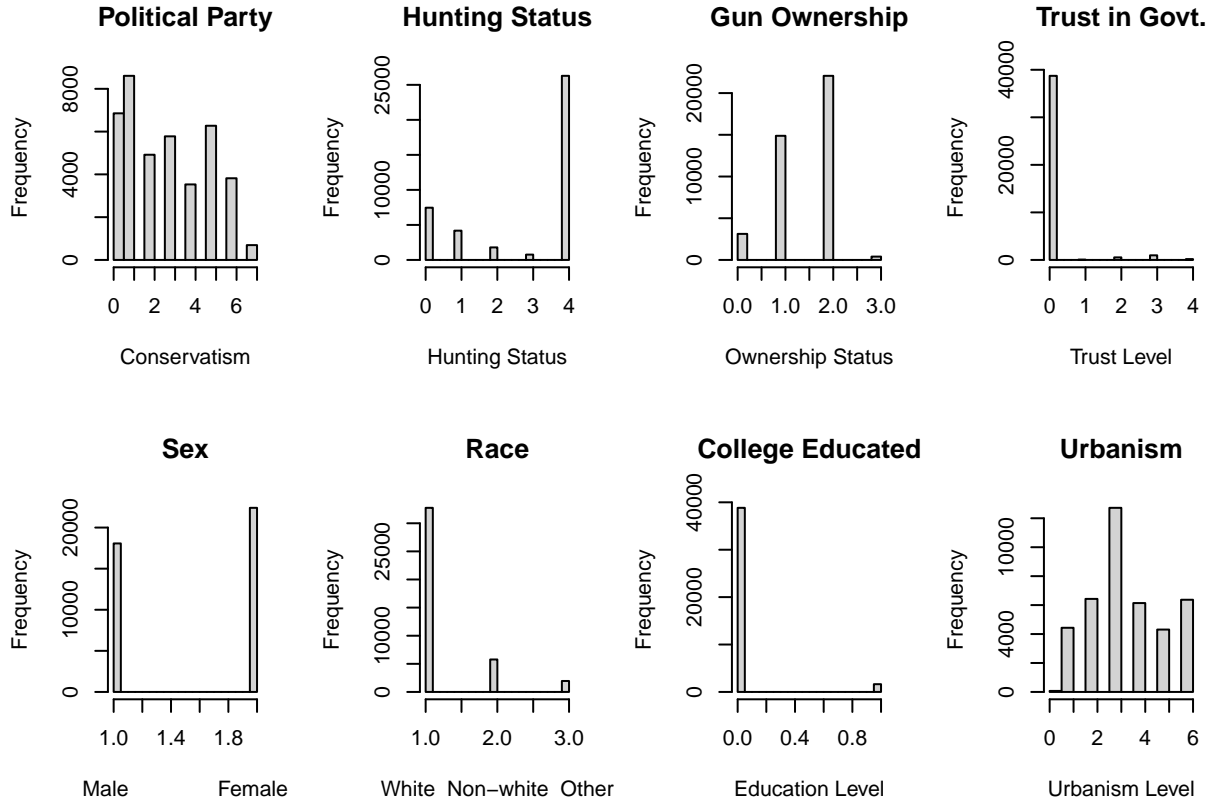 Political Party
Frequency
0 4000 8000
0 2 4 6
Conservatism
Hunting Status
Frequency
0 10000 25000
0 1 2 3 4
Hunting Status
Gun Ownership
Frequency
0 10000 20000
0.0 1.0 2.0 3.0
Ownership Status
Trust in Govt.
Frequency
0 20000 40000
0 1 2 3 4
Trust Level
Sex
Frequency
0 10000 20000
1.0 1.4 1.8
Male Female
Race
Frequency
0 10000 25000
1.0 2.0 3.0
White Non−white Other
College Educated
Frequency
0 20000 40000
0.0 0.4 0.8
Education Level
Urbanism
Frequency
0 4000 10000
0 2 4 6
Urbanism Level